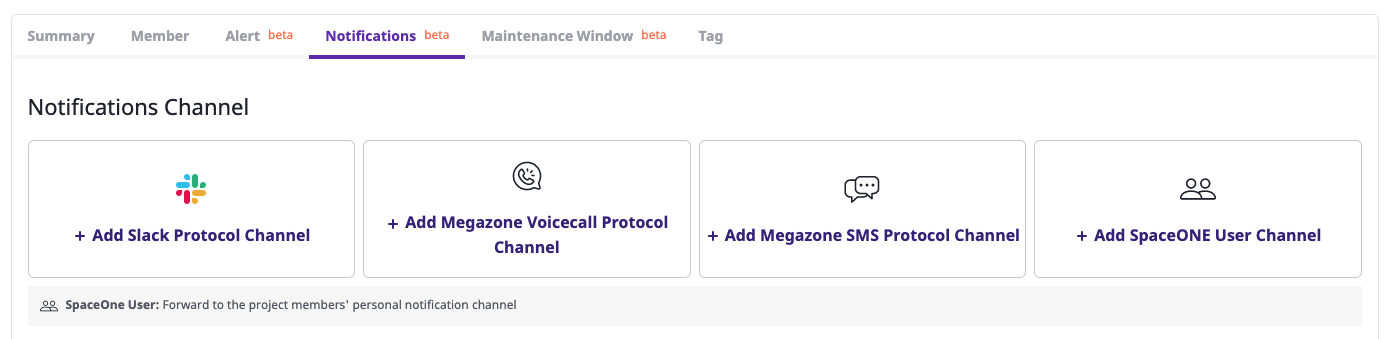 Summary Member Alert beta Notifications beta Maintenance Window beta Tag
Notifications Channel
+ Add Slack Protocol Channel
+ Add Megazone Voicecall Protocol
Channel
+ Add Megazone SMS Protocol Channel
+ Add SpaceONE User Channel
SpaceOne User: Forward to the project members' personal notification channel